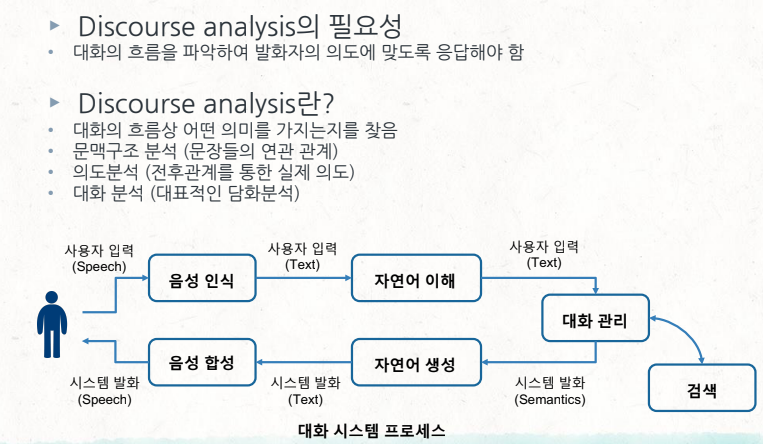 ▶ Discourse analysis의 필요성
• 대화의 흐름을 파악하여 발화자의 의도에 맞도록 응답해야 함
▶ Discourse analysis란?
• 대화의 흐름상 어떤 의미를 가지는지를 찾음
• 문맥구조 분석 (문장들의 연관 관계)
• 의도분석 (전후관계를 통한 실제 의도)
• 대화 분석 (대표적인 담화분석)
사용자 입력
(Speech)
음성 인식
사용자 입력
(Text)
자연어 이해
사용자 입력
(Text)
대화 관리
검색
시스템 발화
(Semantics)
자연어 생성
시스템 발화
(Text)
음성 합성
시스템 발화
(Speech)
대화 시스템 프로세스